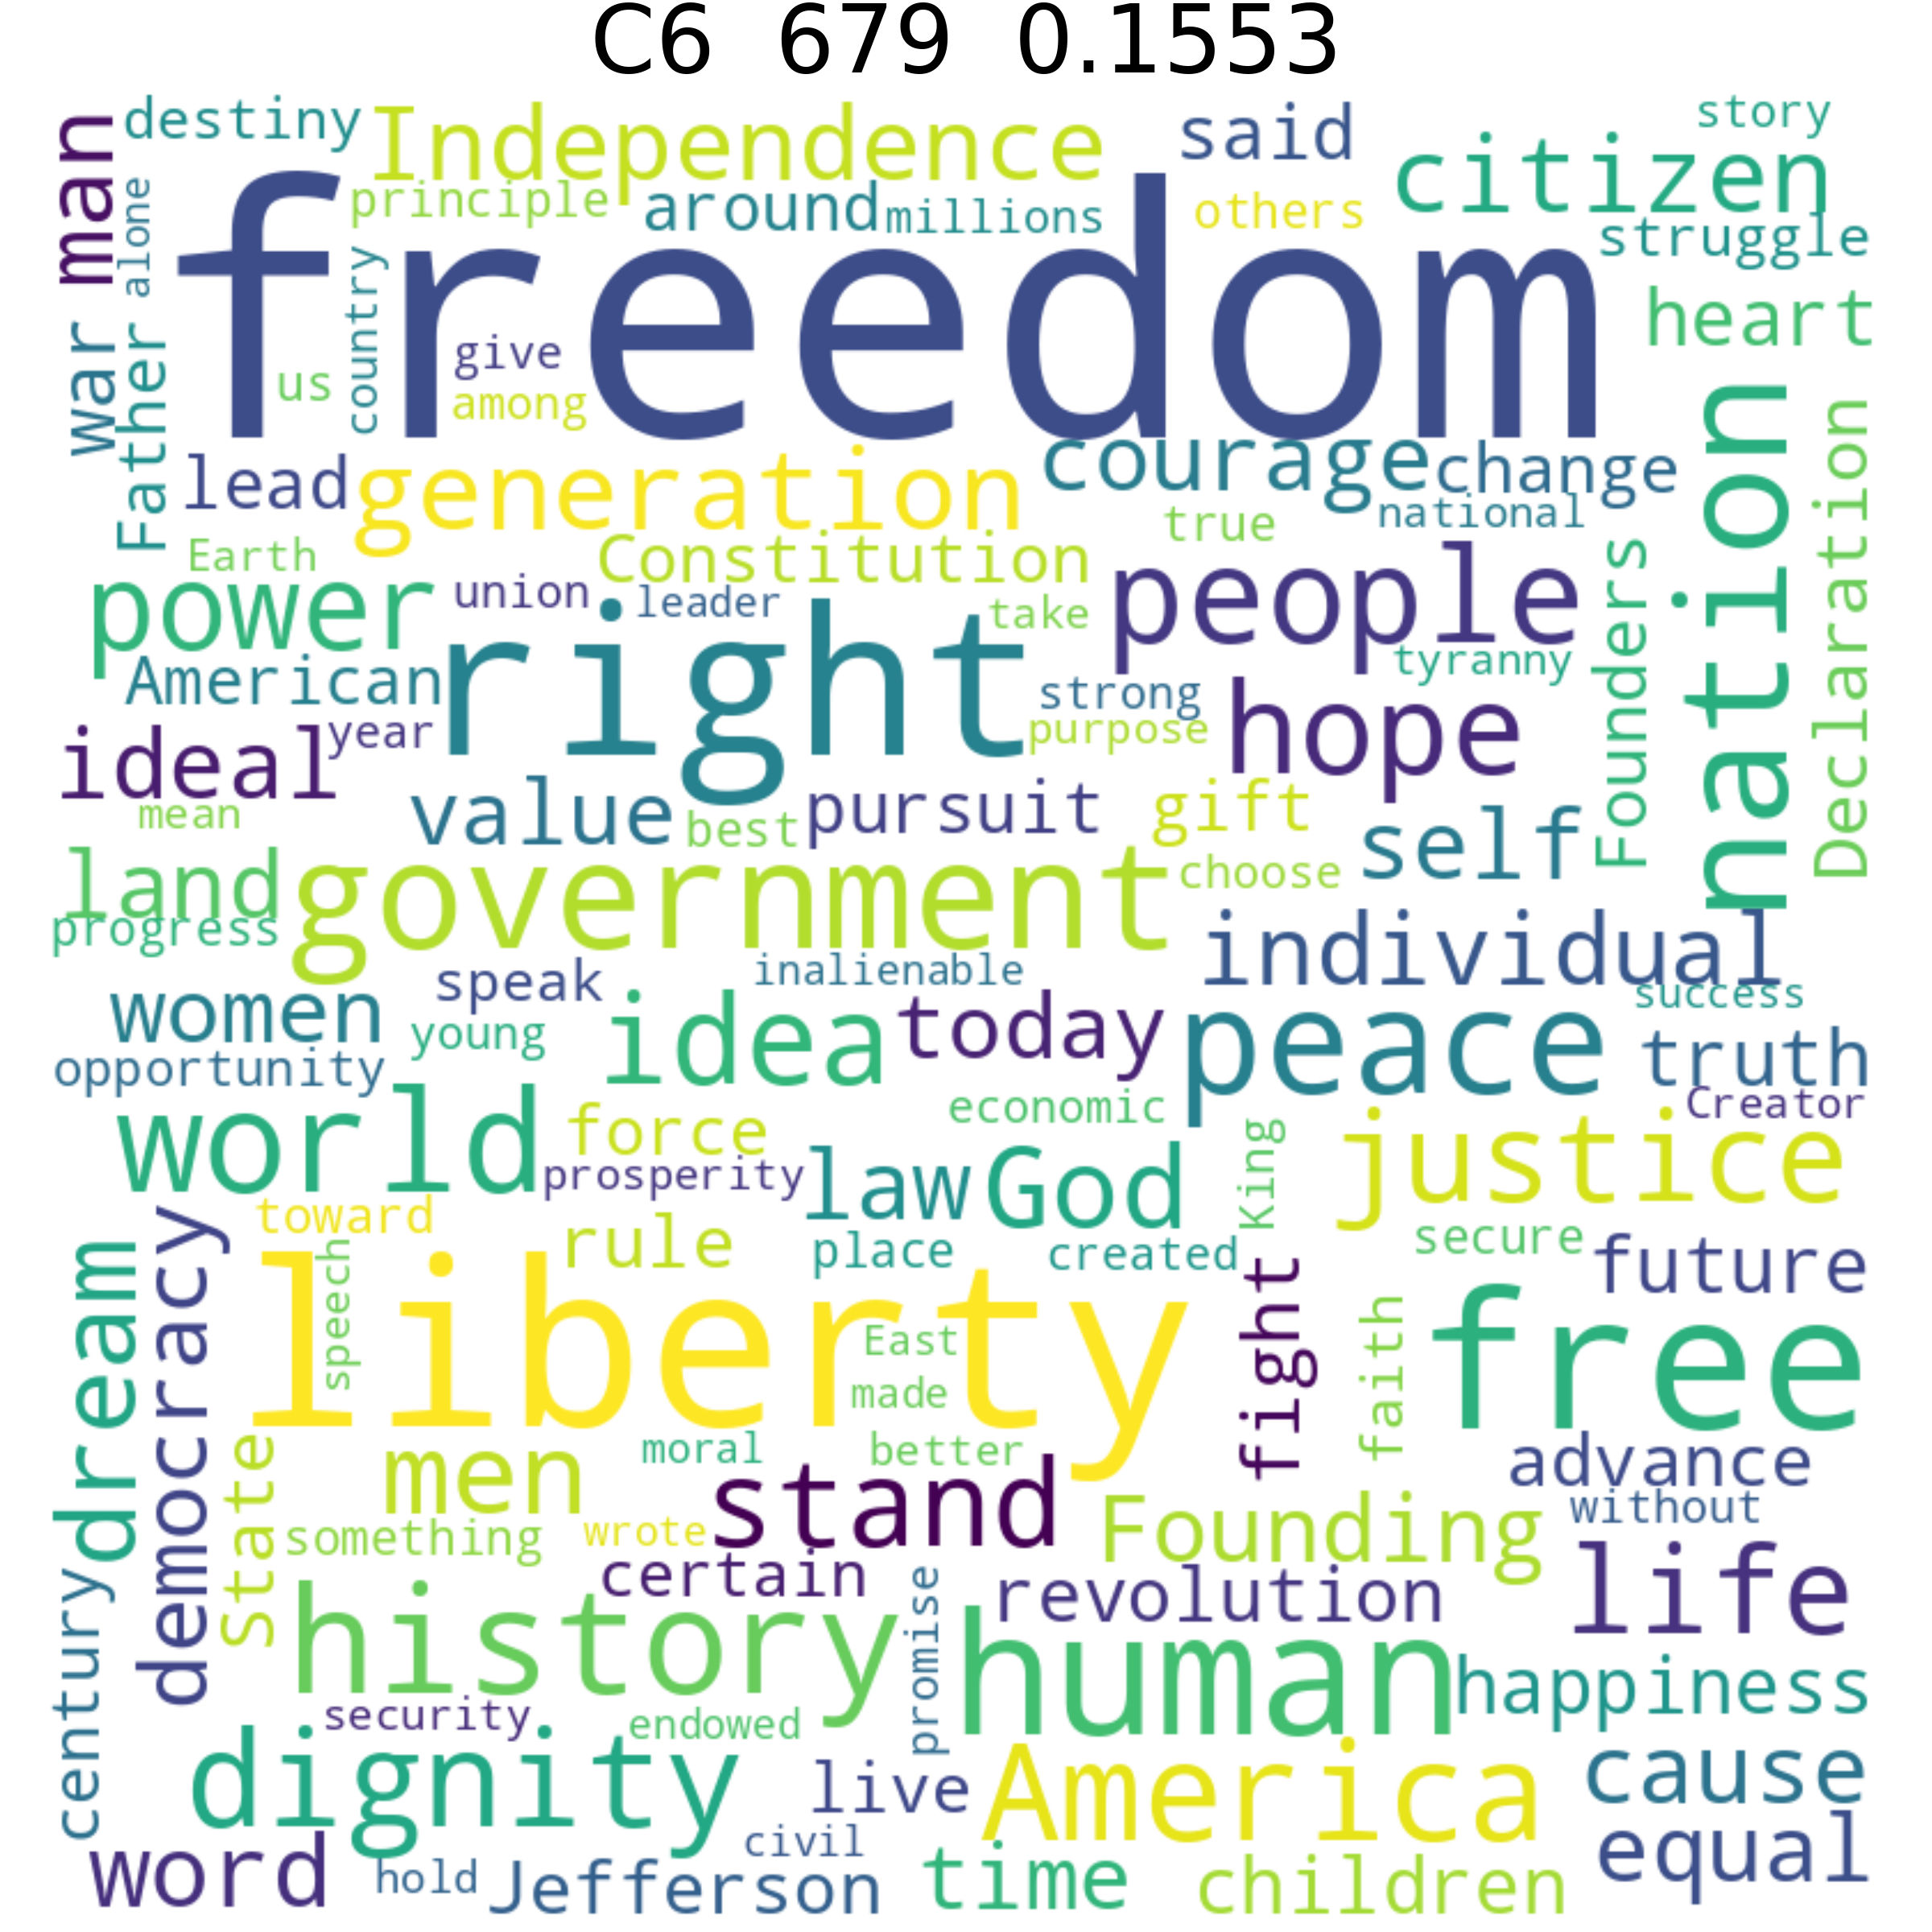 C6 679 0.1553
destiny
Independence
said
story
man
alone
principle
around
millions
others
citizen
struggle
freedom
country
give
us
among
heart
war
Father
lead
generation
courage
change
national
true
nation
Declaration
Earth
Constitution
Founders
power
union
leader
take
people
tyranny
American
right
strong
purpose
hope
ideal
year
mean
value
best
pursuit
gift
self
land
government
choose
progress
individual
speak
inalienable
success
women
young
idea
today
peace
truth
opportunity
Creator
world
force
economic
King
justice
prosperity
law
God
toward
rule
place
created
secure
future
democracy
dream
speech
liberty
East
made
fight
faith
free
State
men
moral
better
advance
something
wrote
stand
Founding
without
century
certain
promise
revolution
life
history
human
happiness
security
endowed
dignity
live
America
cause
word
hold
civil
Jefferson
time
children
equal